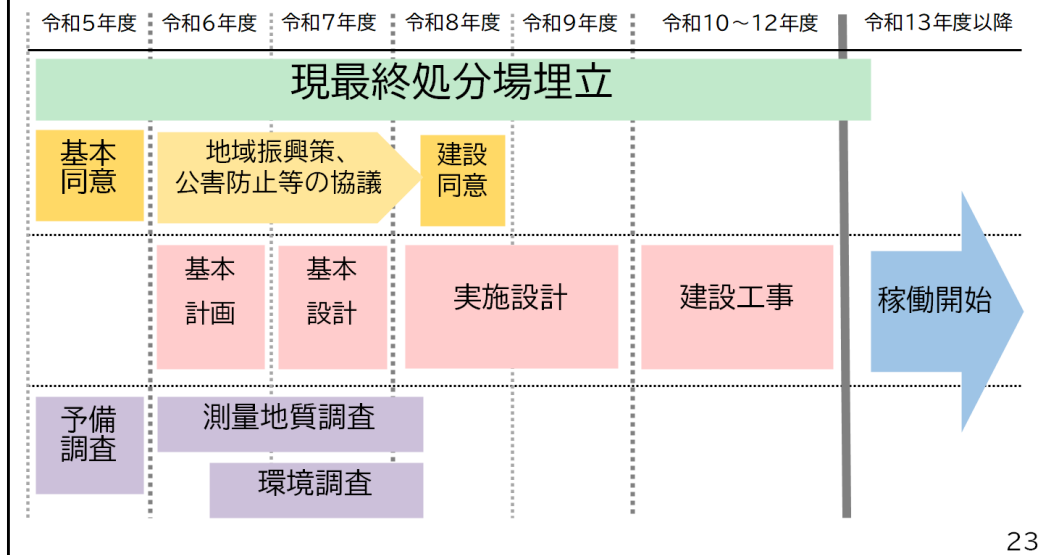 令和5年度 令和6年度 令和7年度 令和8年度 令和9年度 令和10～12年度 令和13年度以降
現最終処分場埋立
基本
同意
地域振興策、
公害防止等の協議
建設
同意
基本
計画
基本
設計
実施設計
建設工事
稼働開始
予備
調査
測量地質調査
環境調査
23